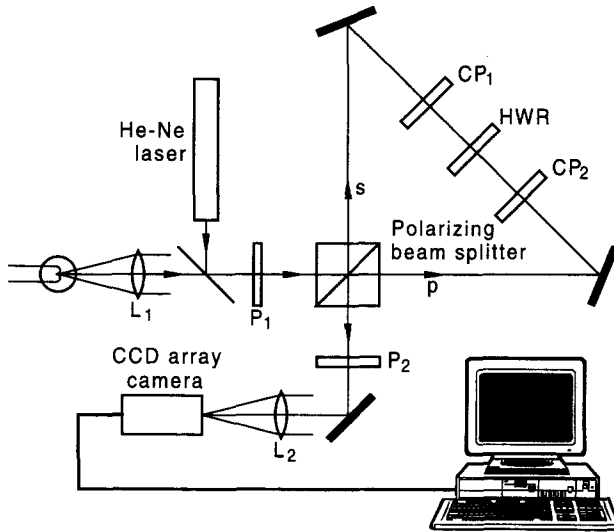 CP1
HWR
CP2
He-Ne
laser
s
Polarizing
beam splitter
p
L1
P1
P2
CCD array
camera
L2